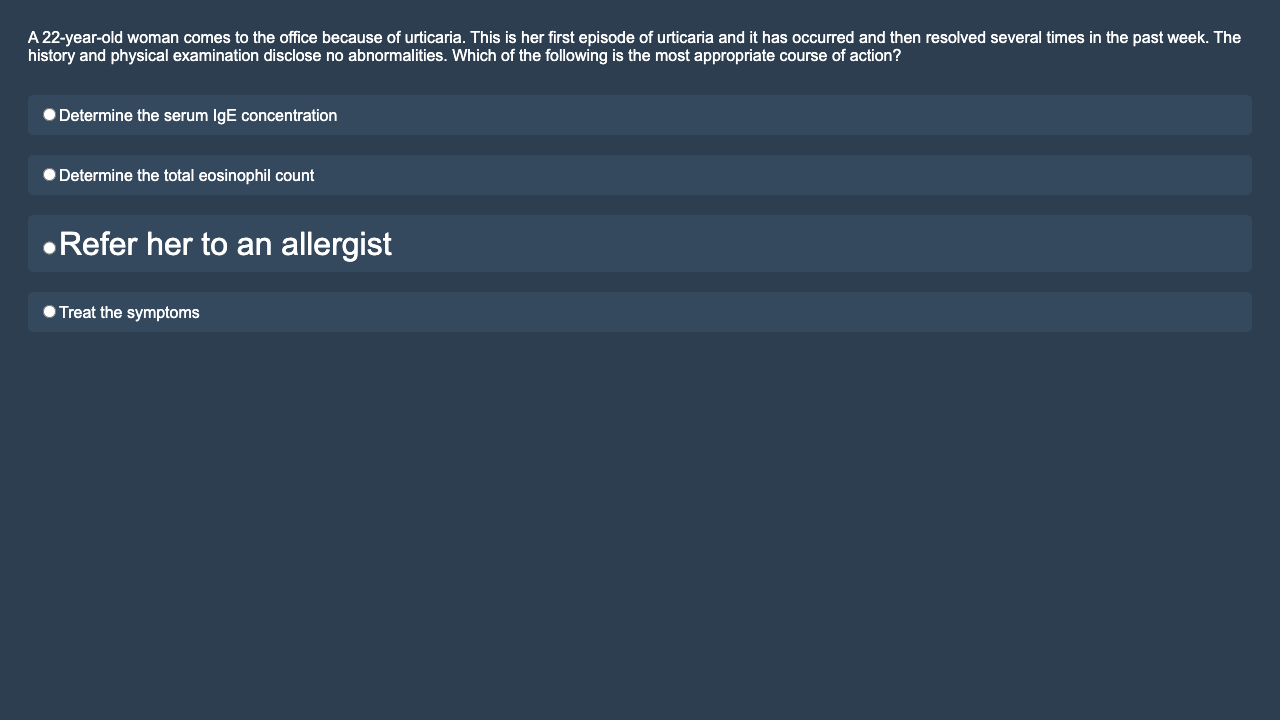 A 22-year-old woman comes to the office because of urticaria. This is her first episode of urticaria and it has occurred and then resolved several times in the past week. The
history and physical examination disclose no abnormalities. Which of the following is the most appropriate course of action?
Determine the serum IgE concentration
Determine the total eosinophil count
Refer her to an allergist
Treat the symptoms